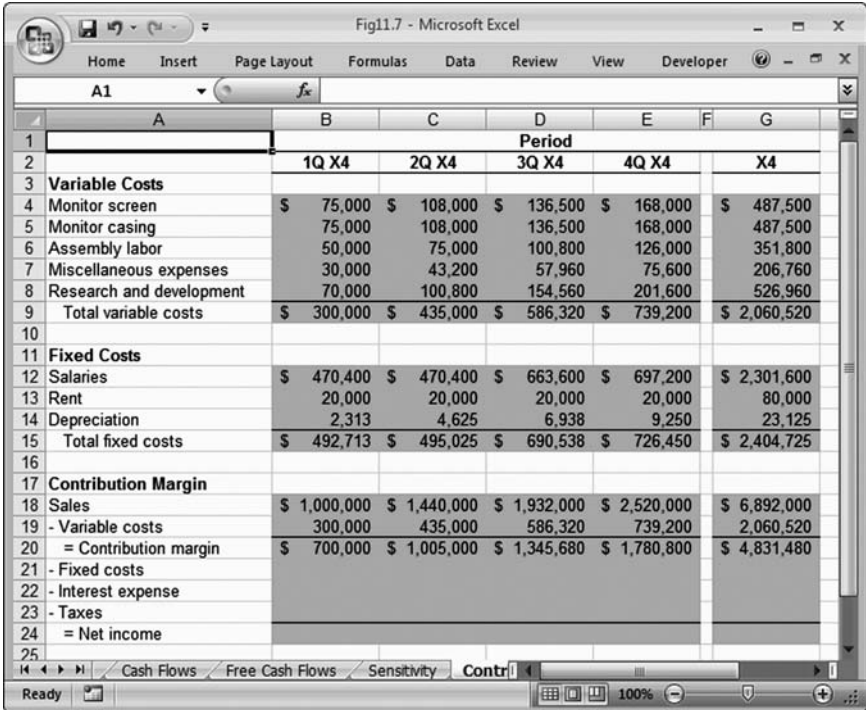 Fig11.7 - Microsoft Excel
Home Insert Page Layout Formulas Data Review View Developer
A1 fx
A B C D E F G
1 Period
2 1Q X4 2Q X4 3Q X4 4Q X4 X4
3 Variable Costs
4 Monitor screen $ 75,000 $ 108,000 $ 136,500 $ 168,000 $ 487,500
5 Monitor casing 75,000 108,000 136,500 168,000 487,500
6 Assembly labor 50,000 75,000 100,800 126,000 351,800
7 Miscellaneous expenses 30,000 43,200 57,960 75,600 206,760
8 Research and development 70,000 100,800 154,560 201,600 526,960
9 Total variable costs $ 300,000 $ 435,000 $ 586,320 $ 739,200 $ 2,060,520
10
11 Fixed Costs
12 Salaries $ 470,400 $ 470,400 $ 663,600 $ 697,200 $ 2,301,600
13 Rent 20,000 20,000 20,000 20,000 80,000
14 Depreciation 2,313 4,625 6,938 9,250 23,125
15 Total fixed costs $ 492,713 $ 495,025 $ 690,538 $ 726,450 $ 2,404,725
16
17 Contribution Margin
18 Sales $ 1,000,000 $ 1,440,000 $ 1,932,000 $ 2,520,000 $ 6,892,000
19 - Variable costs 300,000 435,000 586,320 739,200 2,060,520
20 = Contribution margin $ 700,000 $ 1,005,000 $ 1,345,680 $ 1,780,800 $ 4,831,480
21 - Fixed costs
22 - Interest expense
23 - Taxes
24 = Net income
25
Cash Flows Free Cash Flows Sensitivity Contr
Ready 100%